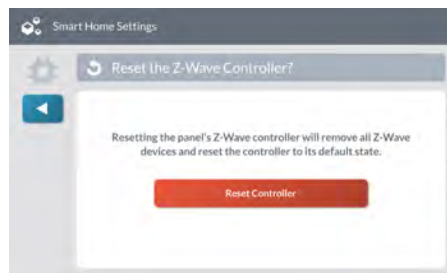 Smart Home Settings
Reset the Z-Wave Controller?
Resetting the panel's Z-Wave controller will remove all Z-Wave
devices and reset the controller to its default state.
Reset Controller